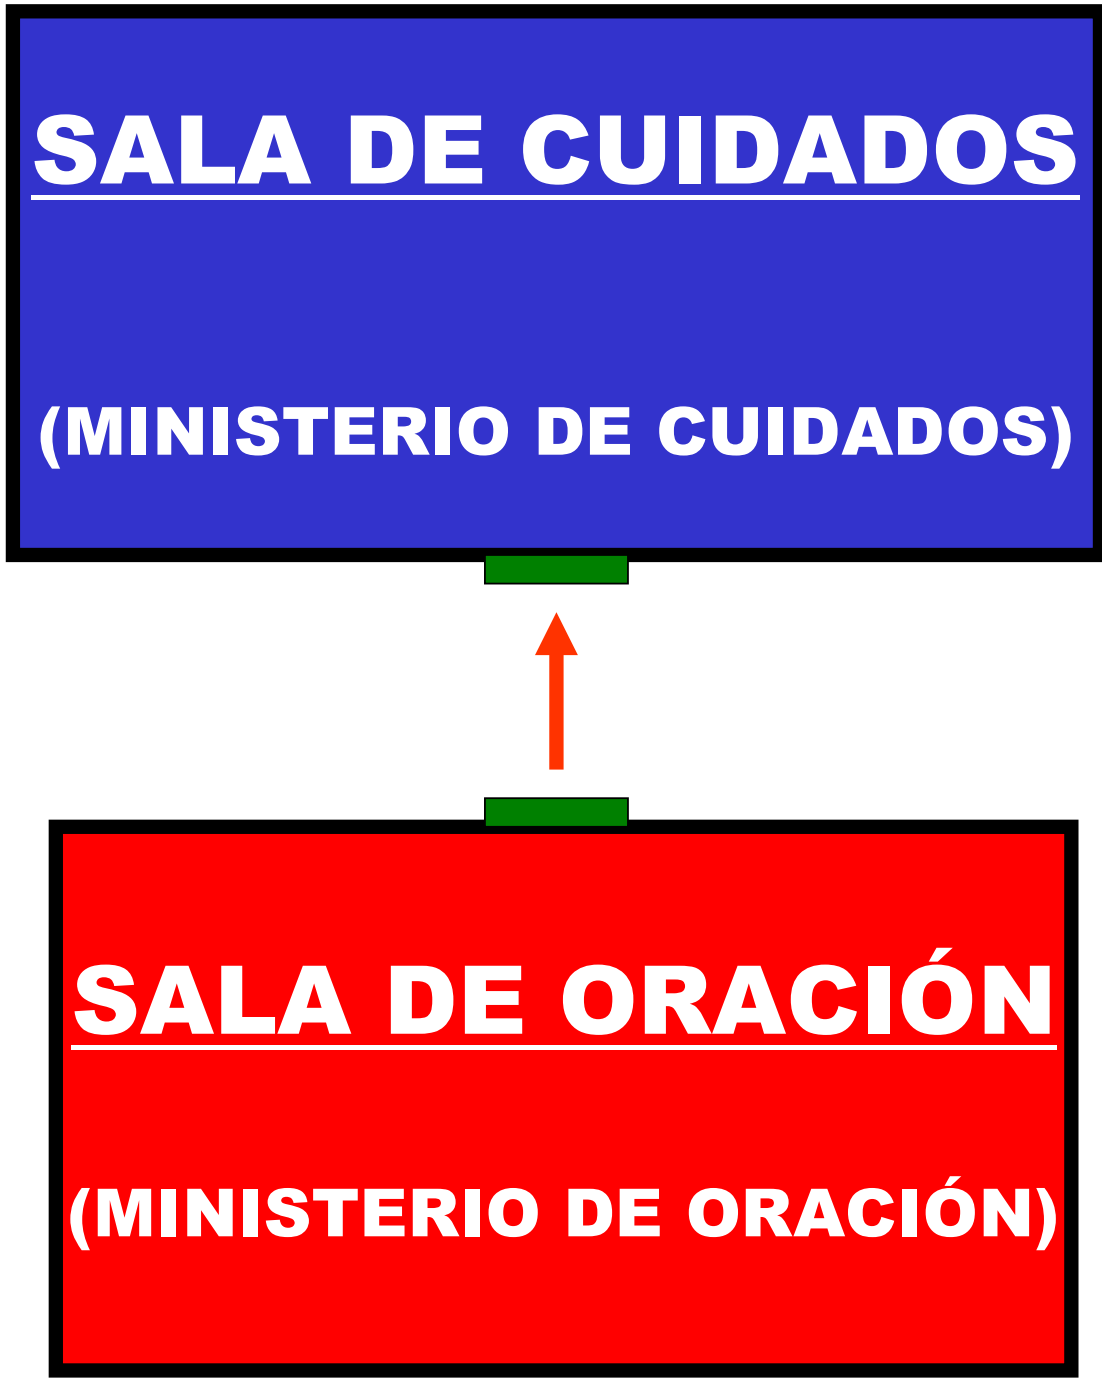 SALA DE CUIDADOS
(MINISTERIO DE CUIDADOS)
SALA DE ORACIÓN
(MINISTERIO DE ORACIÓN)